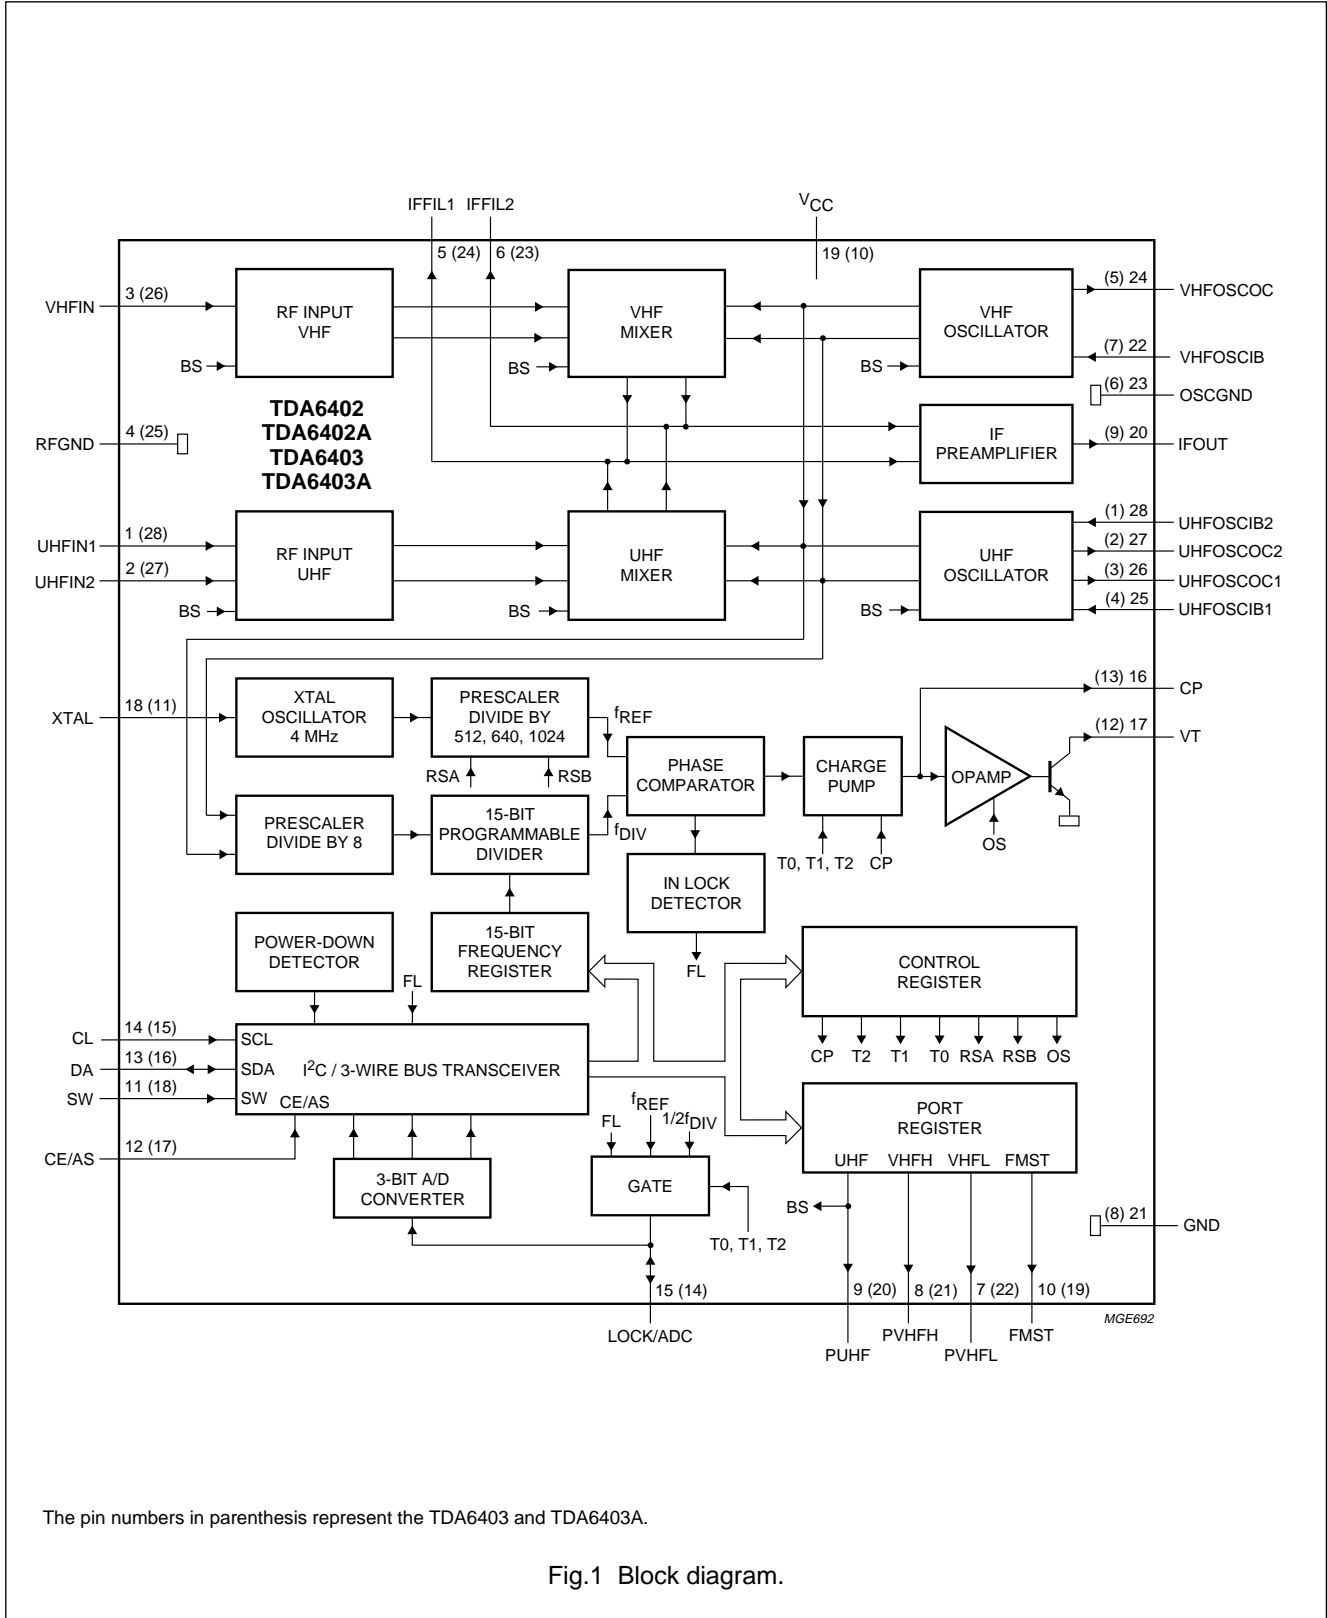 IFFIL1 IFFIL2
VCC
5 (24) 6 (23)
19 (10)
VHFIN
3 (26)
RF INPUT
VHF
BS
VHF
MIXER
BS
VHF
OSCILLATOR
BS
(5) 24
VHFOSCOC
(7) 22
VHFOSCIB
(6) 23
OSCGND
TDA6402
TDA6402A
TDA6403
TDA6403A
RFGND
4 (25)
IF
PREAMPLIFIER
(9) 20
IFOUT
UHFIN1
1 (28)
UHFIN2
2 (27)
RF INPUT
UHF
BS
UHF
MIXER
BS
UHF
OSCILLATOR
BS
(1) 28
UHFOSCIB2
(2) 27
UHFOSCOC2
(3) 26
UHFOSCOC1
(4) 25
UHFOSCIB1
XTAL
18 (11)
XTAL
OSCILLATOR
4 MHz
PRESCALER
DIVIDE BY
512, 640, 1024
fREF
RSA
RSB
PHASE
COMPARATOR
CHARGE
PUMP
OPAMP
OS
(13) 16
CP
(12) 17
VT
PRESCALER
DIVIDE BY 8
15-BIT
PROGRAMMABLE
DIVIDER
fDIV
T0, T1, T2
CP
IN LOCK
DETECTOR
FL
POWER-DOWN
DETECTOR
FL
15-BIT
FREQUENCY
REGISTER
CONTROL
REGISTER
CP T2 T1 T0 RSA RSB OS
CL
14 (15)
SCL
DA
13 (16)
SDA
I2C / 3-WIRE BUS TRANSCEIVER
SW
11 (18)
SW
CE/AS
CE/AS
12 (17)
3-BIT A/D
CONVERTER
FL
fREF
1/2fDIV
GATE
T0, T1, T2
PORT
REGISTER
UHF VHFH VHFL FMST
BS
(8) 21
GND
15 (14)
9 (20) 8 (21) 7 (22) 10 (19)
LOCK/ADC
PUHF
PVHFH
PVHFL
FMST
MGE692
The pin numbers in parenthesis represent the TDA6403 and TDA6403A.
Fig.1 Block diagram.